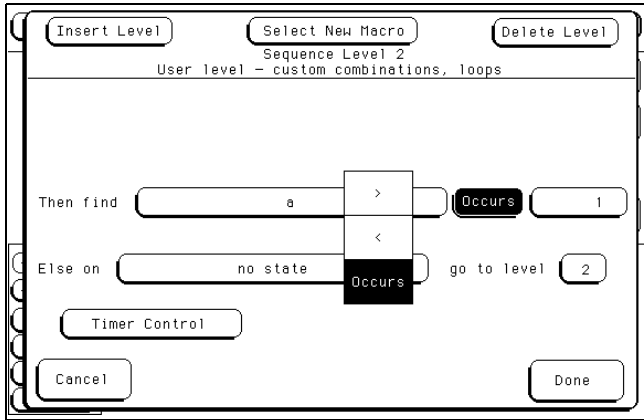 Insert Level Select New Macro Delete Level
Sequence Level 2
User level – custom combinations, loops
>
Then find a Occurs 1
<
Else on no state go to level 2
Occurs
Timer Control
Cancel Done